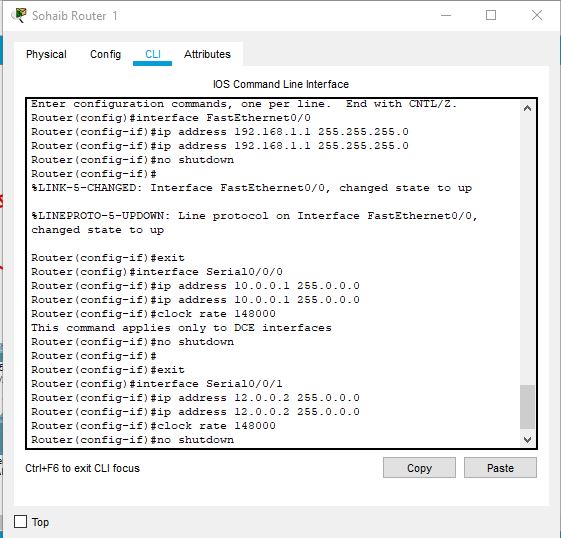 Sohaib Router 1
Physical Config CLI Attributes
IOS Command Line Interface
Enter configuration commands, one per line. End with CNTL/Z.
Router(config)#interface FastEthernet0/0
Router(config-if)#ip address 192.168.1.1 255.255.255.0
Router(config-if)#ip address 192.168.1.1 255.255.255.0
Router(config-if)#no shutdown
Router(config-if)#
%LINK-5-CHANGED: Interface FastEthernet0/0, changed state to up
%LINEPROTO-5-UPDOWN: Line protocol on Interface FastEthernet0/0,
changed state to up
Router(config-if)#exit
Router(config)#interface Serial0/0/0
Router(config-if)#ip address 10.0.0.1 255.0.0.0
Router(config-if)#ip address 10.0.0.1 255.0.0.0
Router(config-if)#clock rate 148000
This command applies only to DCE interfaces
Router(config-if)#no shutdown
Router(config-if)#
Router(config-if)#exit
Router(config)#interface Serial0/0/1
Router(config-if)#ip address 12.0.0.2 255.0.0.0
Router(config-if)#ip address 12.0.0.2 255.0.0.0
Router(config-if)#clock rate 148000
Router(config-if)#no shutdown
Ctrl+F6 to exit CLI focus
Copy Paste
Top